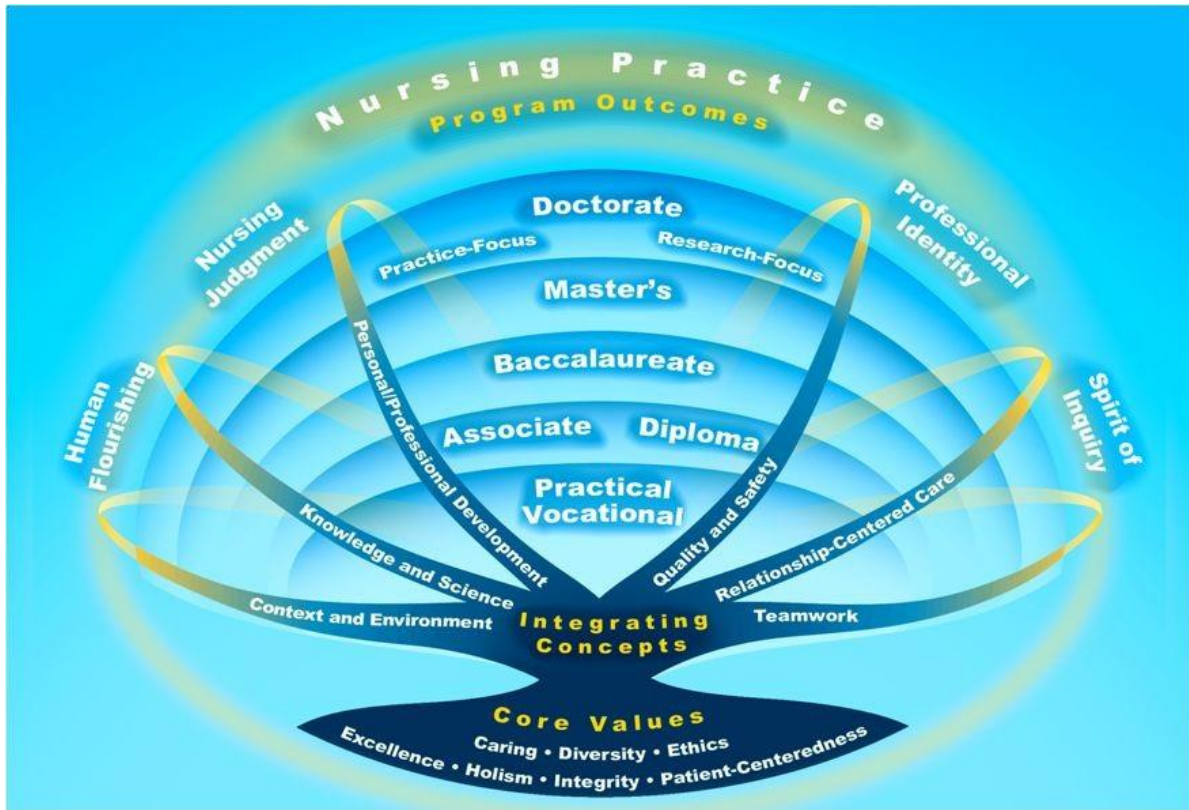 Nursing Practice
Program Outcomes
Nursing
Judgment
Professional
Identity
Human
Flourishing
Spirit of
Inquiry
Doctorate
Practice-Focus
Research-Focus
Master's
Baccalaureate
Associate
Diploma
Practical
Vocational
Context and Environment
Knowledge and Science
Personal/Professional Development
Quality and Safety
Relationship-Centered Care
Teamwork
Integrating
Concepts
Core Values
Caring • Diversity • Ethics
Excellence • Holism • Integrity • Patient-Centeredness